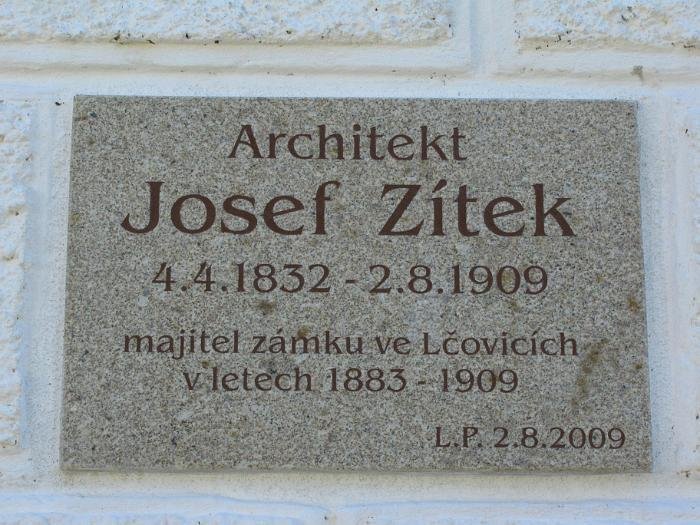 Architekt
Josef Zítek
4.4.1832 - 2.8.1909
majitel zámku ve Lčovicích
v letech 1883 - 1909
L.P. 2.8.2009